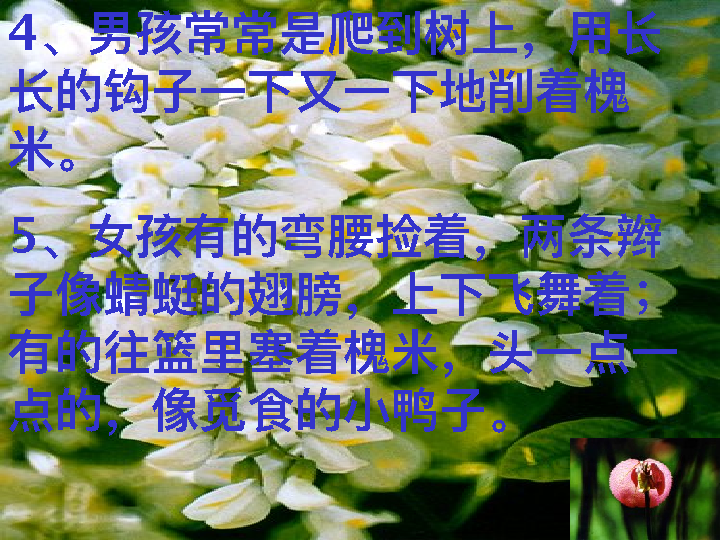 4、男孩常常是爬到树上，用长
长的钩子一下又一下地削着槐
米。
5、女孩有的弯腰捡着，两条辫
子像蜻蜓的翅膀，上下飞舞着；
有的往篮里塞着槐米，头一点一
点的，像觅食的小鸭子。